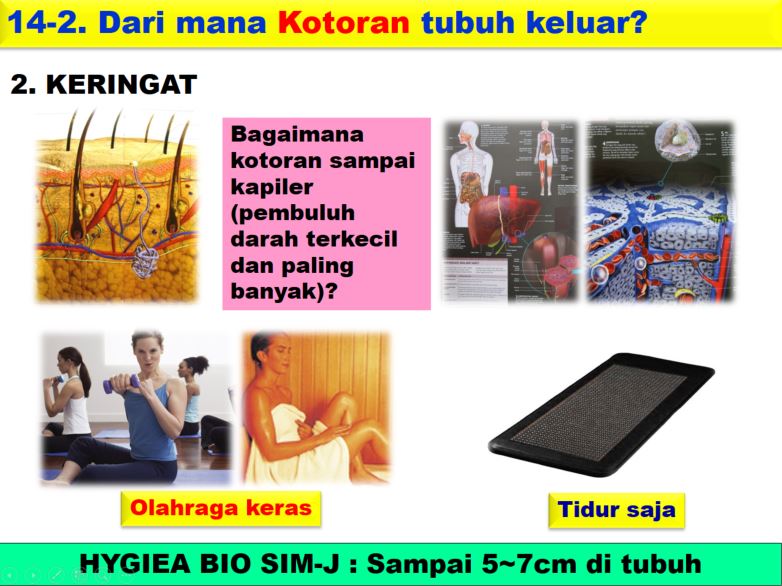 14-2. Dari mana Kotoran tubuh keluar?
2. KERINGAT
Bagaimana
kotoran sampai
kapiler
(pembuluh
darah terkecil
dan paling
banyak)?
Olahraga keras
Tidur saja
HYGIEA BIO SIM-J : Sampai 5~7cm di tubuh